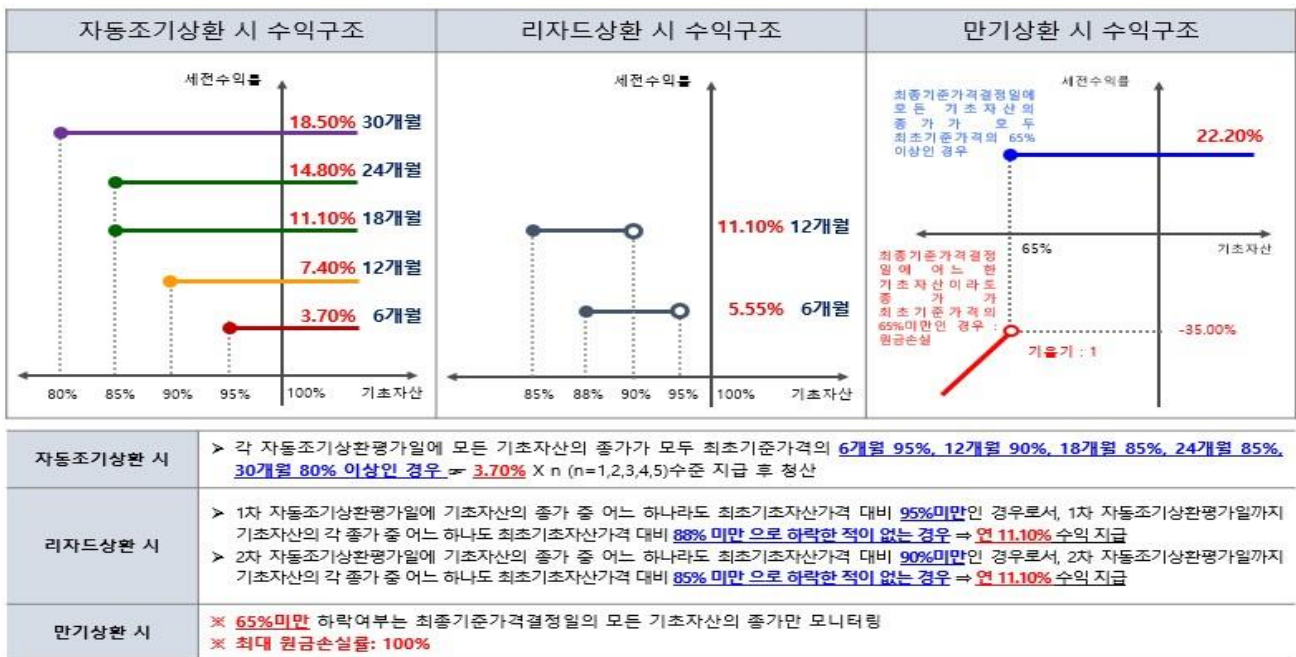 자동조기상환 시 수익구조
세전수익률
18.50% 30개월
14.80% 24개월
11.10% 18개월
7.40% 12개월
3.70% 6개월
80% 85% 90% 95% 100% 기초자산
리자드상환 시 수익구조
세전수익률
11.10% 12개월
5.55% 6개월
85% 88% 90% 95% 100% 기초자산
만기상환 시 수익구조
세전수익률
최종기준가격결정일에
모든 기초자산의
종가가 모두
최초기준가격의 65%
이상인 경우
22.20%
65%
기초자산
최종기준가격결정
일에 어느 한
기초자산이라도
종가가
최초기준가격의
65%미만인 경우 :
원금손실
-35.00%
기울기 : 1
자동조기상환 시
➢ 각 자동조기상환평가일에 모든 기초자산의 종가가 모두 최초기준가격의 6개월 95%, 12개월 90%, 18개월 85%, 24개월 85%,
30개월 80% 이상인 경우 ☞ 3.70% X n (n=1,2,3,4,5)수준 지급 후 청산
리자드상환 시
➢ 1차 자동조기상환평가일에 기초자산의 종가 중 어느 하나라도 최초기초자산가격 대비 95%미만인 경우로서, 1차 자동조기상환평가일까지
기초자산의 각 종가 중 어느 하나도 최초기초자산가격 대비 88% 미만 으로 하락한 적이 없는 경우 ⇒ 연 11.10% 수익 지급
➢ 2차 자동조기상환평가일에 기초자산의 종가 중 어느 하나라도 최초기초자산가격 대비 90%미만인 경우로서, 2차 자동조기상환평가일까지
기초자산의 각 종가 중 어느 하나도 최초기초자산가격 대비 85% 미만 으로 하락한 적이 없는 경우 ⇒ 연 11.10% 수익 지급
만기상환 시
※ 65%미만 하락여부는 최종기준가격결정일의 모든 기초자산의 종가만 모니터링
※ 최대 원금손실률: 100%